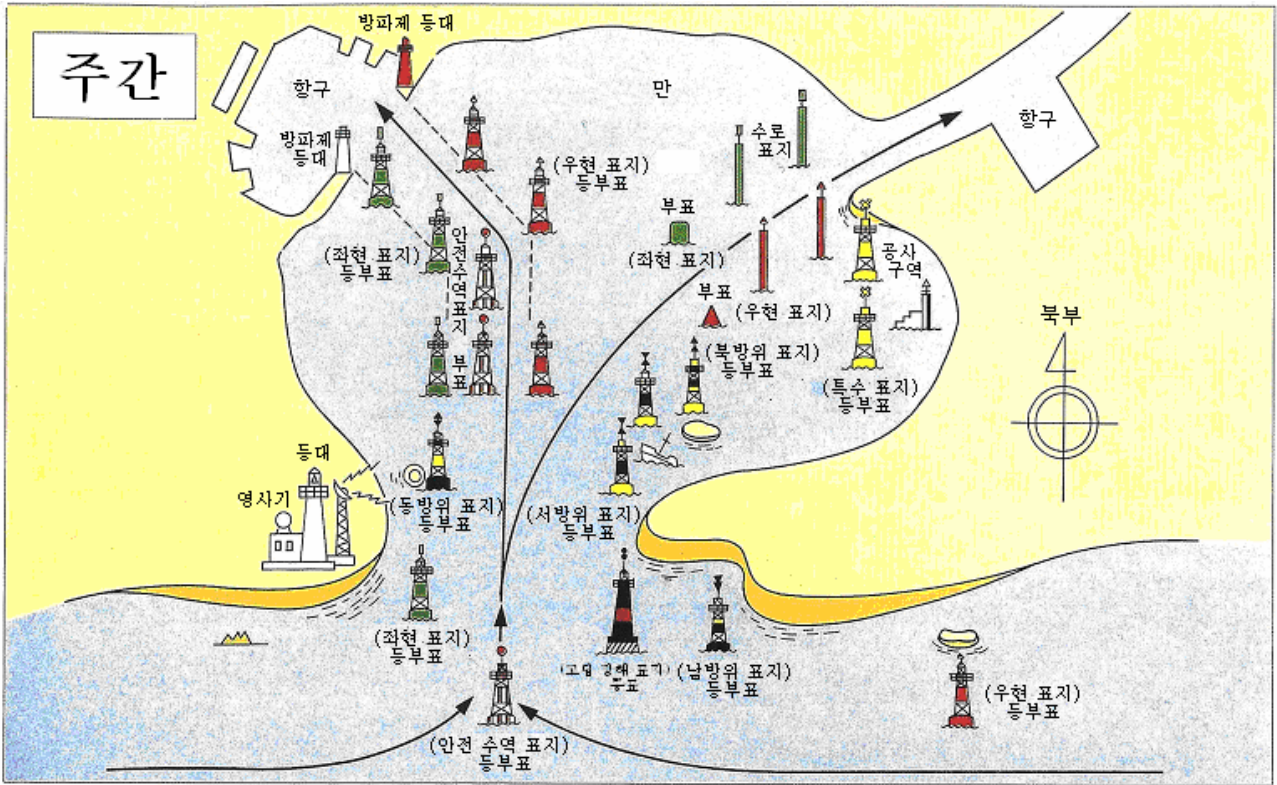 주간
방파제 등대
항구
만
방파제
등대
수로
표지
항구
(우현 표지)
등부표
부표
(좌현 표지)
(좌현 표지)
등부표
안전수역표지
부표
공사
구역
부표
(우현 표지)
북부
(북방위 표지)
등부표
(특수 표지)
등부표
등대
영사기
(동방위 표지)
등부표
(서방위 표지)
등부표
(좌현 표지)
등부표
표지)
등표
(남방위 표지)
등부표
(우현 표지)
등부표
(안전 수역 표지)
등부표